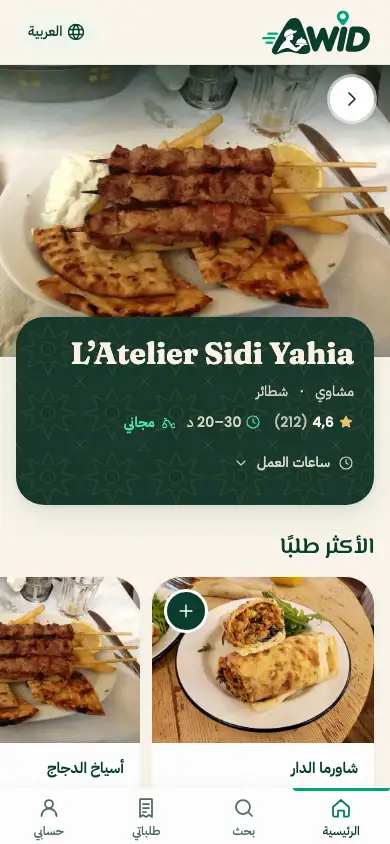 AWID
العربية
L’Atelier Sidi Yahia
مشاوي · شطائر
4,6 (212) 20–30 د مجاني
ساعات العمل
الأكثر طلبًا
شاورما الدار
أسياخ الدجاج
الرئيسية
بحث
طلباتي
حسابي